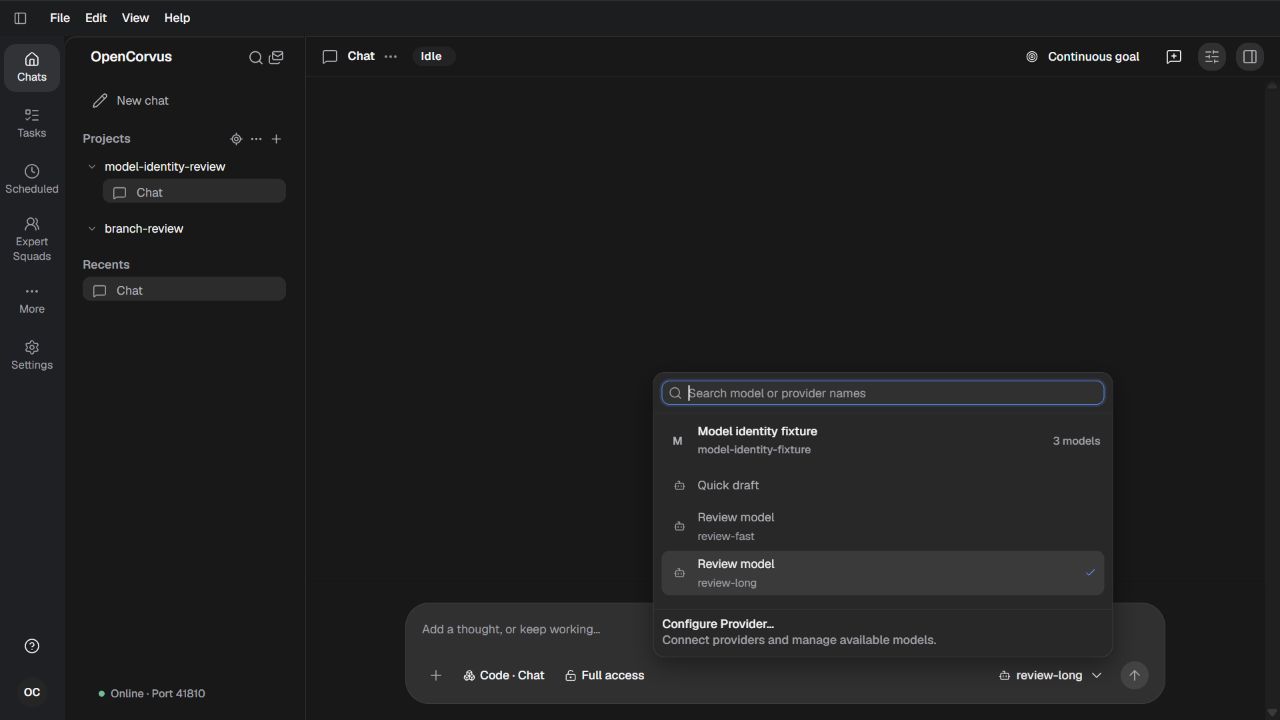 File Edit View Help
Chats
Tasks
Scheduled
Expert
Squads
More
Settings
OC
OpenCorvus
New chat
Projects
model-identity-review
Chat
branch-review
Recents
Chat
Online · Port 41810
Chat
Idle
Continuous goal
Search model or provider names
M
Model identity fixture
model-identity-fixture
3 models
Quick draft
Review model
review-fast
Review model
review-long
Configure Provider...
Connect providers and manage available models.
Add a thought, or keep working...
Code · Chat
Full access
review-long